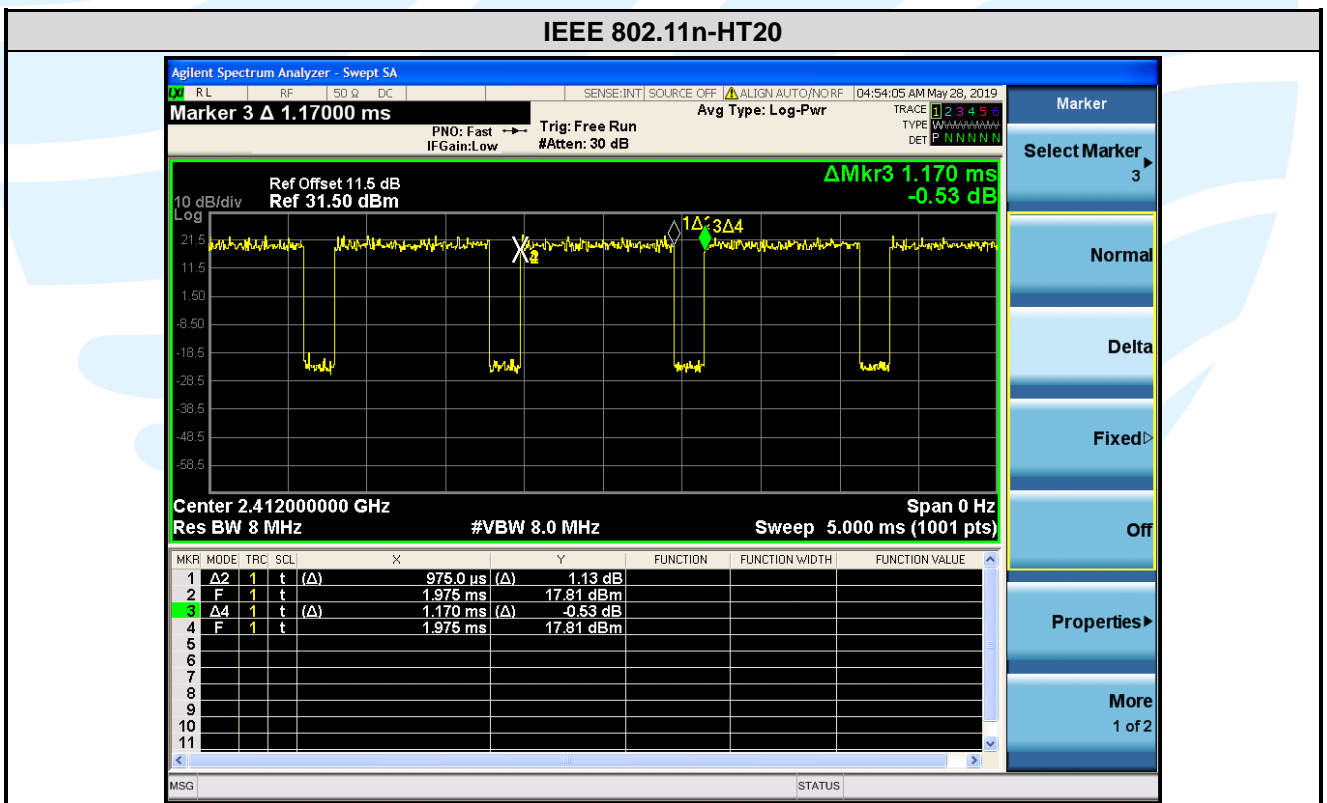 IEEE 802.11n-HT20
Agilent Spectrum Analyzer - Swept SA
LXI RL RF 50 Ω DC SENSE:INT SOURCE OFF ALIGN AUTO/NO RF 04:54:05 AM May 28, 2019
Marker 3 Δ 1.17000 ms
PNO: Fast
IFGain:Low
Trig: Free Run
#Atten: 30 dB
Avg Type: Log-Pwr
TRACE 1 2 3 4 5 6
TYPE WWWWWW
DET P N N N N N
ΔMkr3 1.170 ms
-0.53 dB
Ref Offset 11.5 dB
10 dB/div Ref 31.50 dBm
Log
21.5
11.5
1.50
-8.50
-18.5
-28.5
-38.5
-48.5
-58.5
3Δ4
Center 2.412000000 GHz Span 0 Hz
Res BW 8 MHz #VBW 8.0 MHz Sweep 5.000 ms (1001 pts)
MKR MODE TRC SCL X Y FUNCTION FUNCTION WIDTH FUNCTION VALUE
1 Δ2 1 t (Δ) 975.0 µs (Δ) 1.13 dB
2 F 1 t 1.975 ms 17.81 dBm
3 Δ4 1 t (Δ) 1.170 ms (Δ) -0.53 dB
4 F 1 t 1.975 ms 17.81 dBm
5
6
7
8
9
10
11
MSG STATUS
Marker
Select Marker
3
Normal
Delta
Fixed
Off
Properties
More
1 of 2